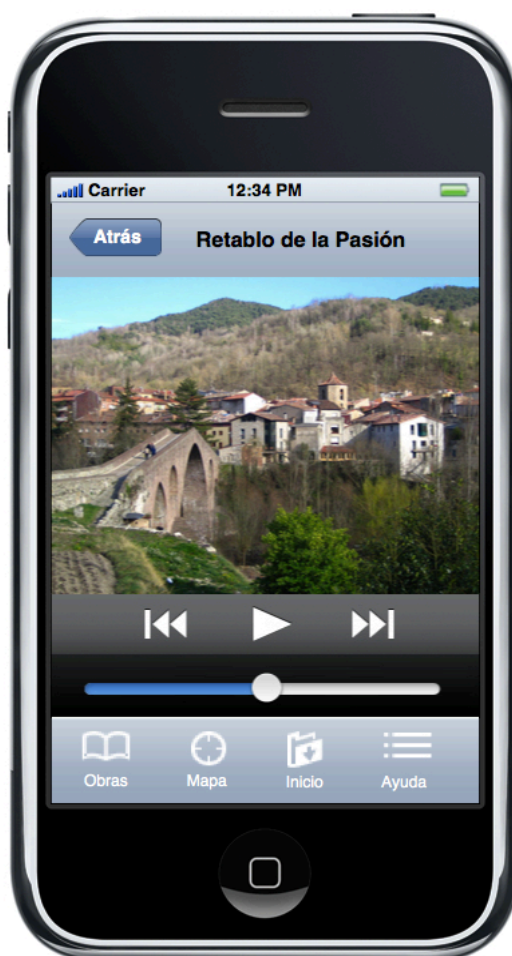 Carrier 12:34 PM
Atrás Retablo de la Pasión
Obras Mapa Inicio Ayuda